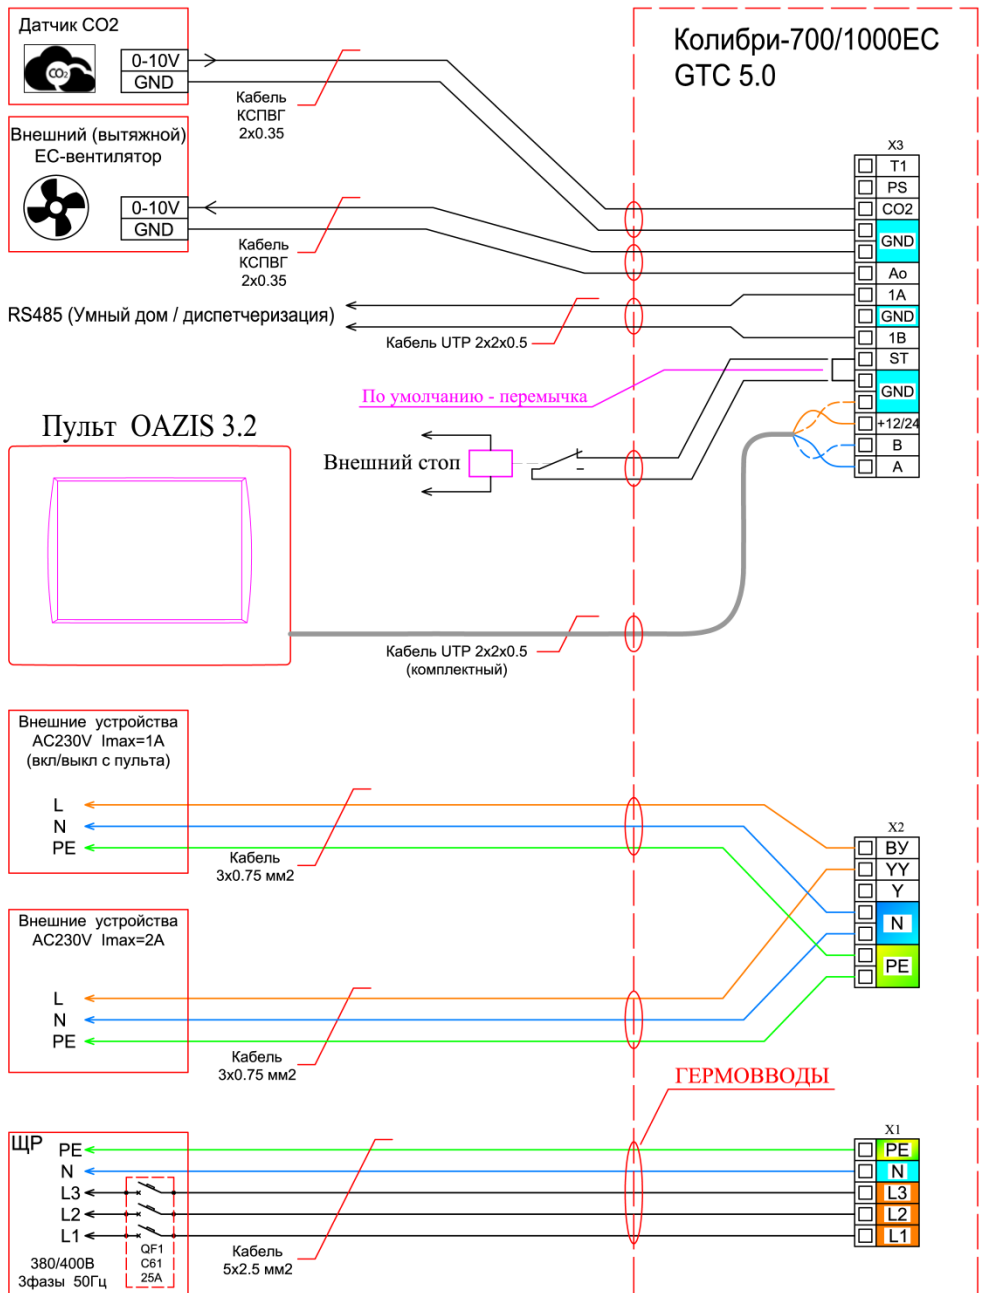 Датчик CO2
CO2
0-10V
GND
Кабель
КСПВГ
2x0.35
Колибри-700/1000EC
GTC 5.0
Внешний (вытяжной)
EC-вентилятор
0-10V
GND
Кабель
КСПВГ
2x0.35
X3
T1
PS
CO2
GND
Ao
1A
GND
1B
ST
GND
+12/24
B
A
RS485 (Умный дом / диспетчеризация)
Кабель UTP 2x2x0.5
По умолчанию - перемычка
Внешний стоп
Пульт OAZIS 3.2
Кабель UTP 2x2x0.5
(комплектный)
Внешние устройства
AC230V Imax=1A
(вкл/выкл с пульта)
L
N
PE
Кабель
3x0.75 мм2
X2
ВУ
YY
Y
N
PE
Внешние устройства
AC230V Imax=2A
L
N
PE
Кабель
3x0.75 мм2
ГЕРМОВВОДЫ
ЩР
PE
N
L3
L2
L1
380/400В
3фазы 50Гц
QF1
C61
25A
Кабель
5x2.5 мм2
X1
PE
N
L3
L2
L1